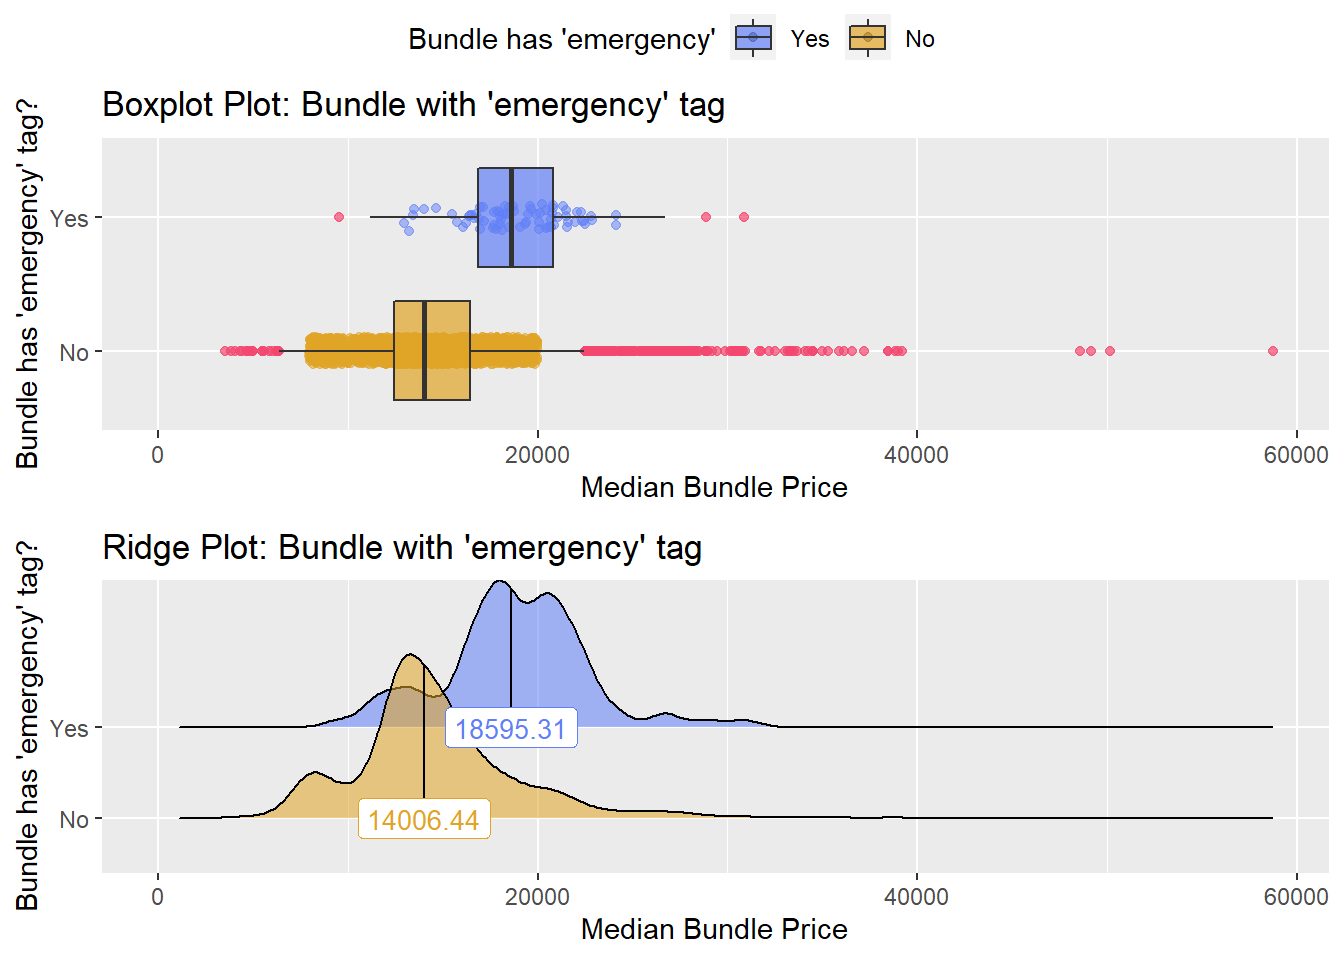 Bundle has 'emergency' Yes No
Boxplot Plot: Bundle with 'emergency' tag
Bundle has 'emergency' tag?
Yes
No
0 20000 40000 60000
Median Bundle Price
Ridge Plot: Bundle with 'emergency' tag
Bundle has 'emergency' tag?
Yes
18595.31
No
14006.44
0 20000 40000 60000
Median Bundle Price